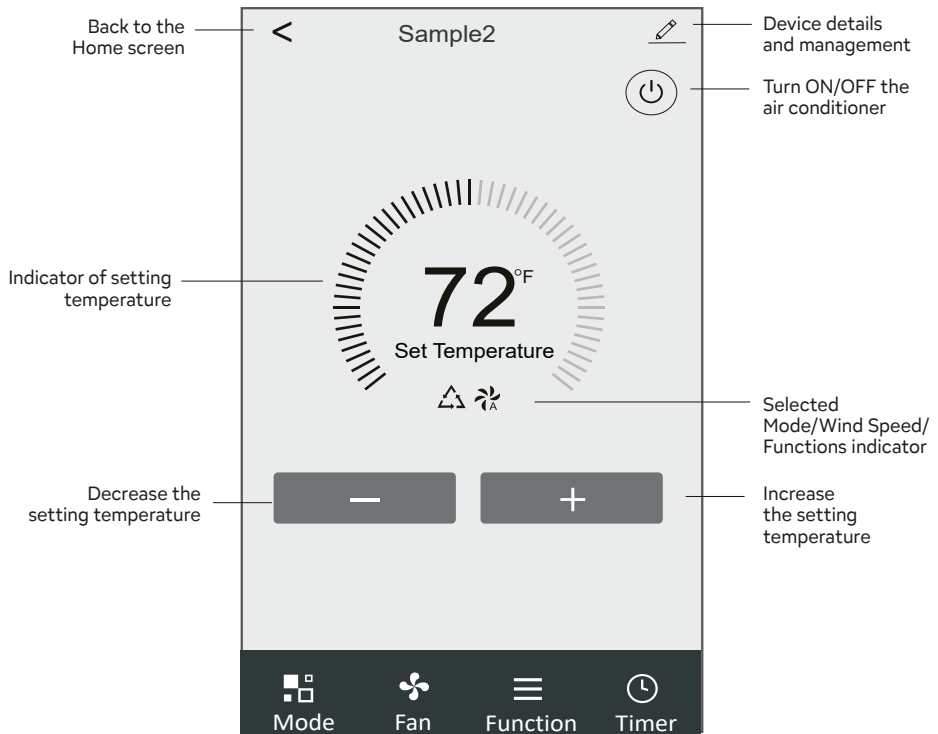 Back to the
Home screen
< Sample2
Device details
and management
Turn ON/OFF the
air conditioner
Indicator of setting
temperature
72°F
Set Temperature
A
Selected
Mode/Wind Speed/
Functions indicator
Decrease the
setting temperature
− +
Increase
the setting
temperature
Mode Fan Function Timer